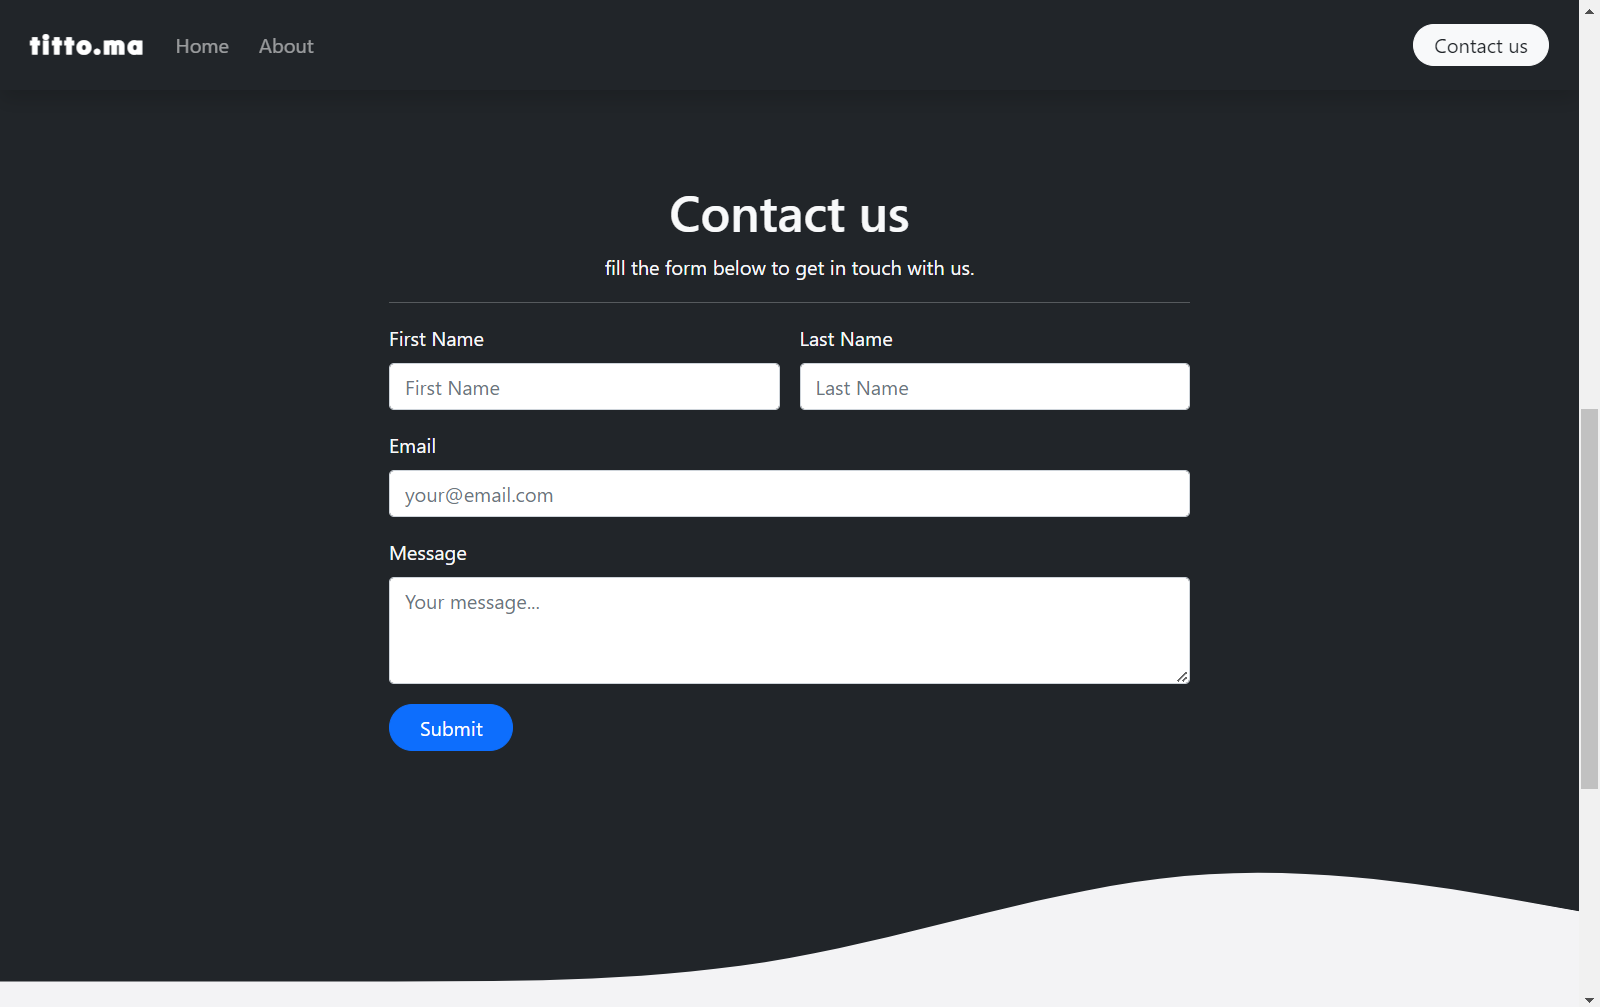 titto.ma Home About Contact us
Contact us
fill the form below to get in touch with us.
First Name Last Name
First Name Last Name
Email
your@email.com
Message
Your message...
Submit